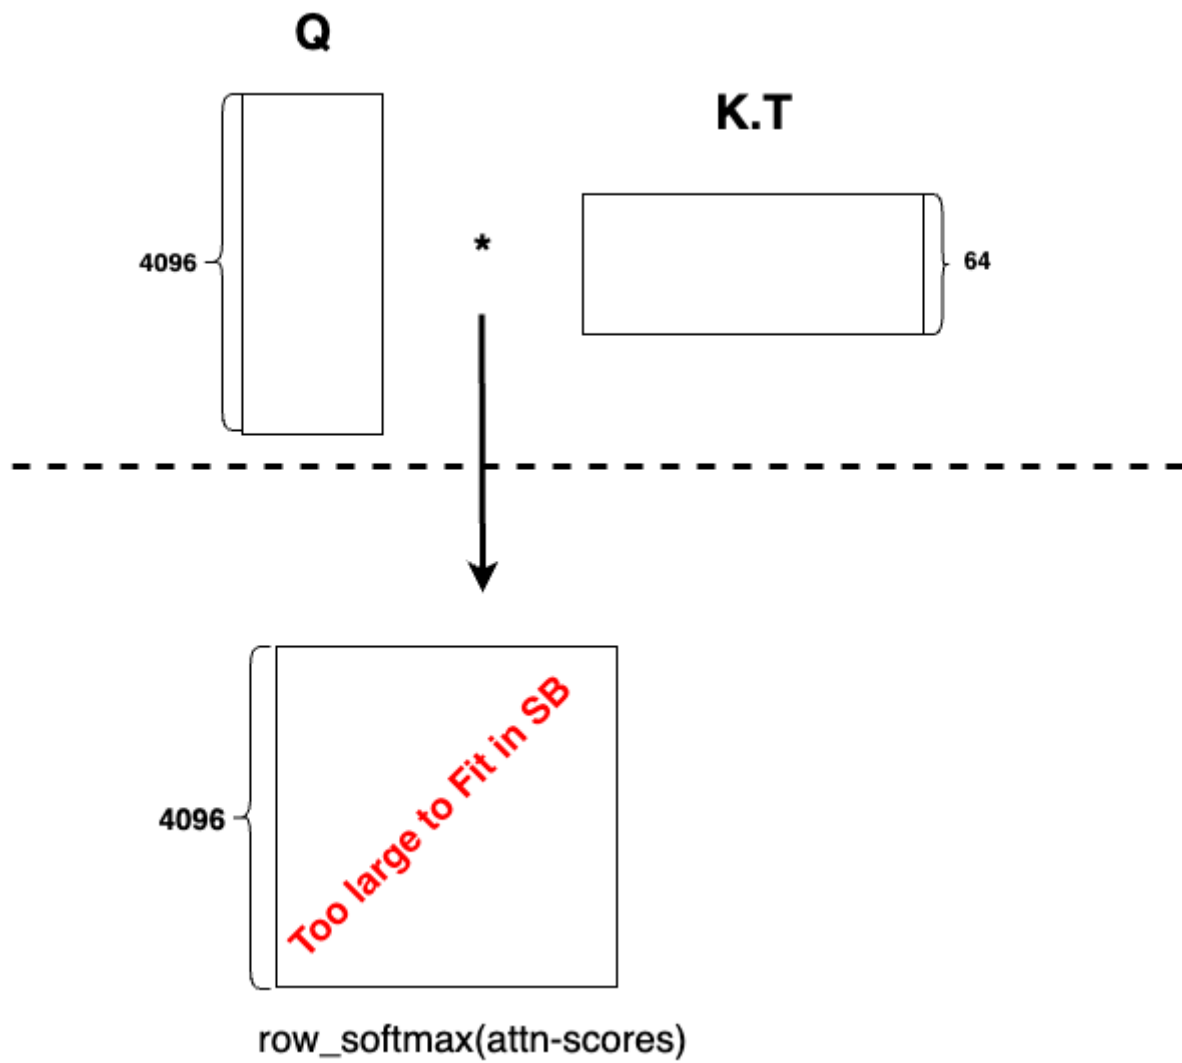 Q
K.T
4096
*
64
Too large to Fit in SB
4096
row_softmax(attn-scores)